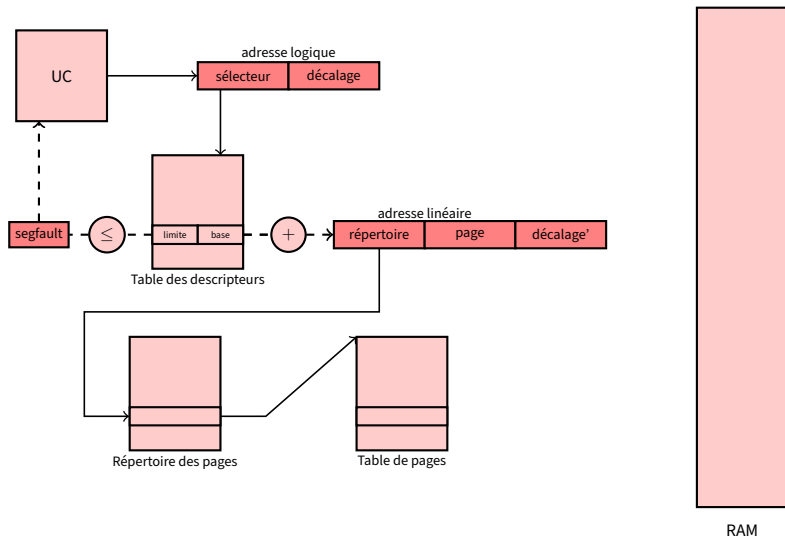 adresse logique
UC
sélecteur
décalage
segfault
≤
limite
base
+
Table des descripteurs
adresse linéaire
répertoire
page
décalage’
Répertoire des pages
Table de pages
RAM